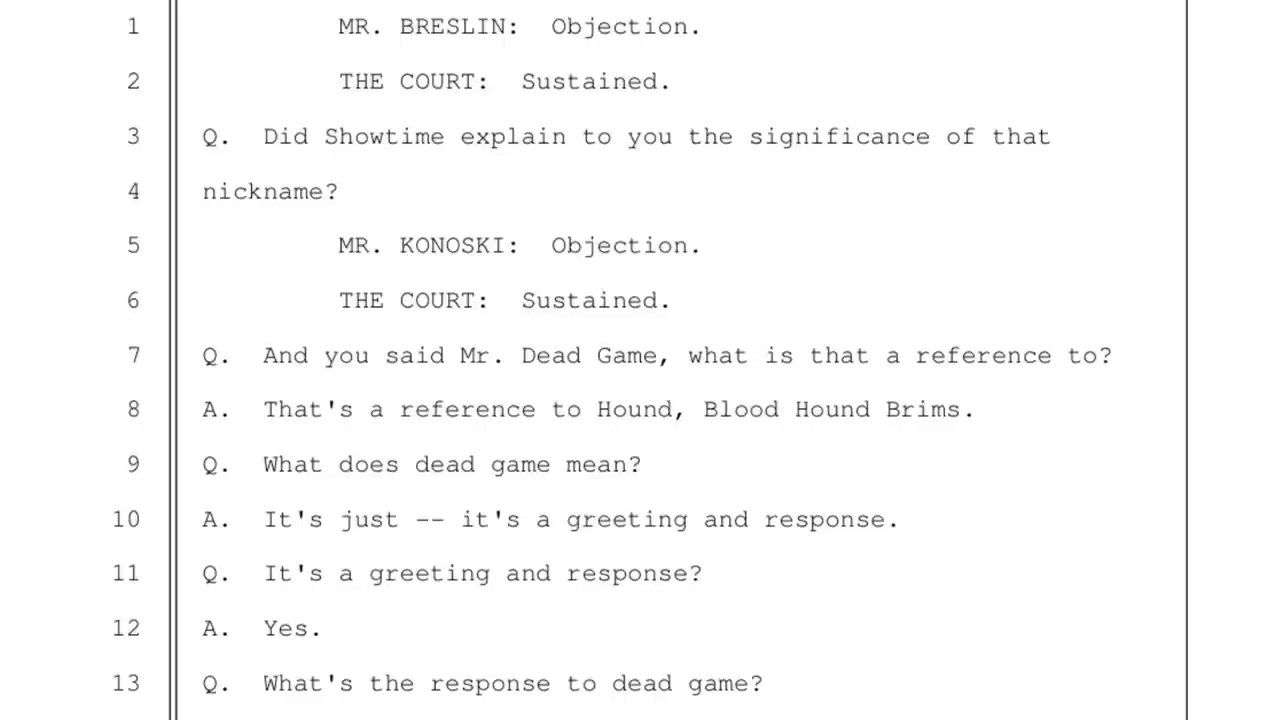 1 MR. BRESLIN: Objection.
2 THE COURT: Sustained.
3 Q. Did Showtime explain to you the significance of that
4 nickname?
5 MR. KONOSKI: Objection.
6 THE COURT: Sustained.
7 Q. And you said Mr. Dead Game, what is that a reference to?
8 A. That's a reference to Hound, Blood Hound Brims.
9 Q. What does dead game mean?
10 A. It's just -- it's a greeting and response.
11 Q. It's a greeting and response?
12 A. Yes.
13 Q. What's the response to dead game?